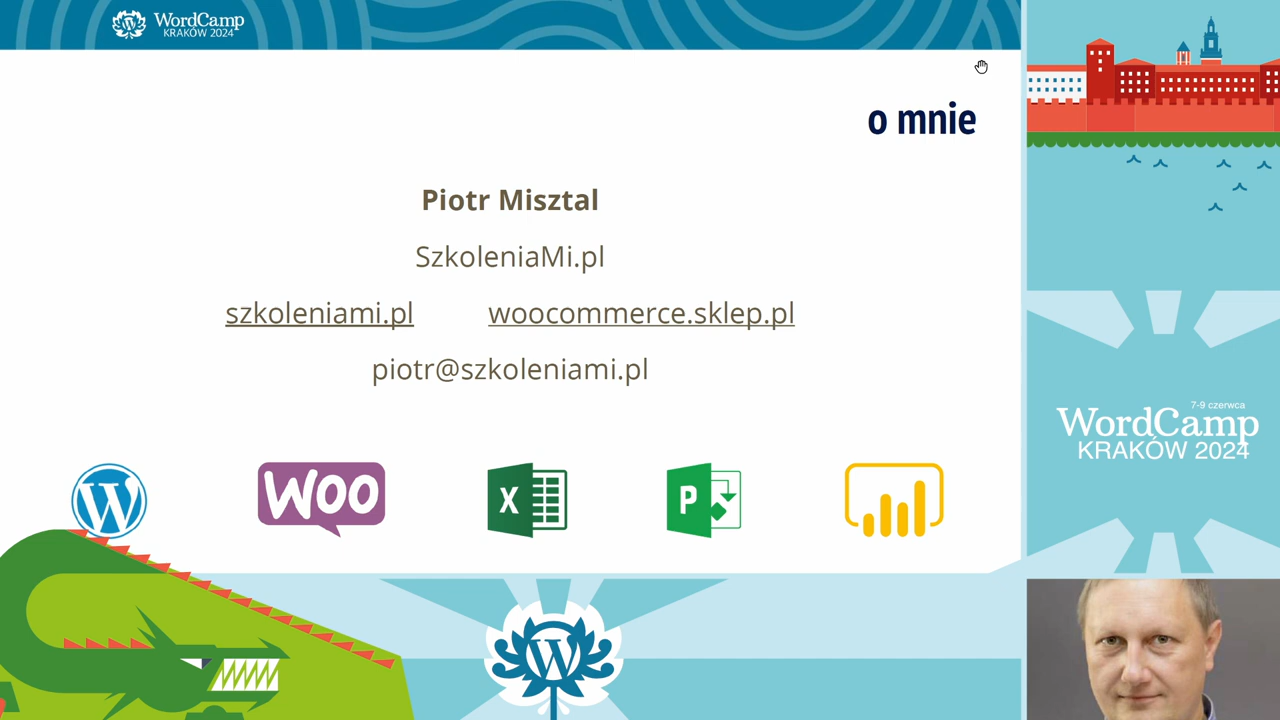 WordCamp
KRAKÓW 2024
o mnie
Piotr Misztal
SzkoleniaMi.pl
szkoleniami.pl woocommerce.sklep.pl
piotr@szkoleniami.pl
W WOO X P
7-9 czerwca
WordCamp
KRAKÓW 2024
W